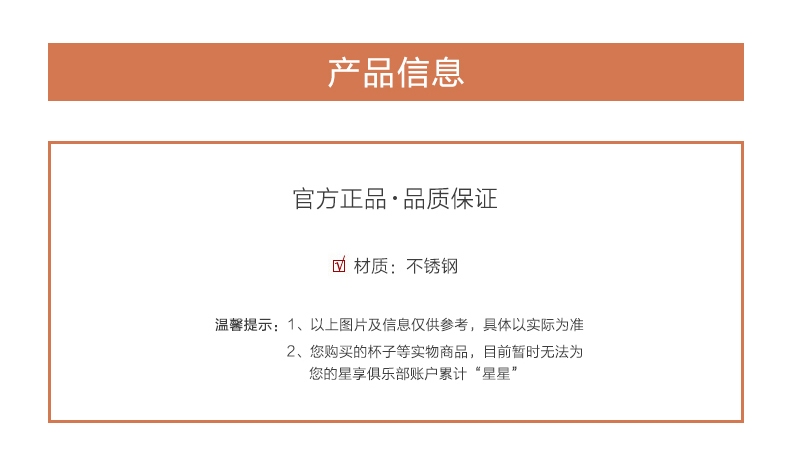 产品信息
官方正品·品质保证
☑ 材质：不锈钢
温馨提示：1、以上图片及信息仅供参考，具体以实际为准
2、您购买的杯子等实物商品，目前暂时无法为
您的星享俱乐部账户累计“星星”